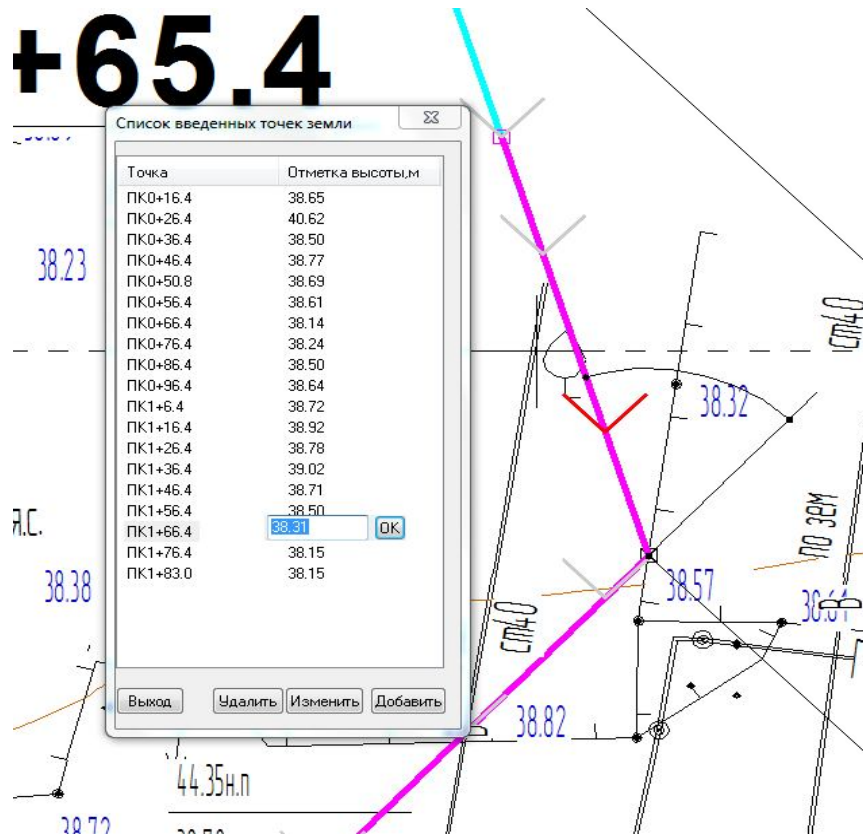 +65.4
Список введенных точек земли
Точка Отметка высоты,м
ПК0+16.4 38.65
ПК0+26.4 40.62
ПК0+36.4 38.50
ПК0+46.4 38.77
ПК0+50.8 38.69
ПК0+56.4 38.61
ПК0+66.4 38.14
ПК0+76.4 38.24
ПК0+86.4 38.50
ПК0+96.4 38.64
ПК1+6.4 38.72
ПК1+16.4 38.92
ПК1+26.4 38.78
ПК1+36.4 39.02
ПК1+46.4 38.71
ПК1+56.4 38.50
ПК1+66.4 38.31 OK
ПК1+76.4 38.15
ПК1+83.0 38.15
Выход Удалить Изменить Добавить
38.23
ст40
38.32
Я.С.
по зем
38.38
38.57
ст40
В
38.82
44.35н.п
38.72